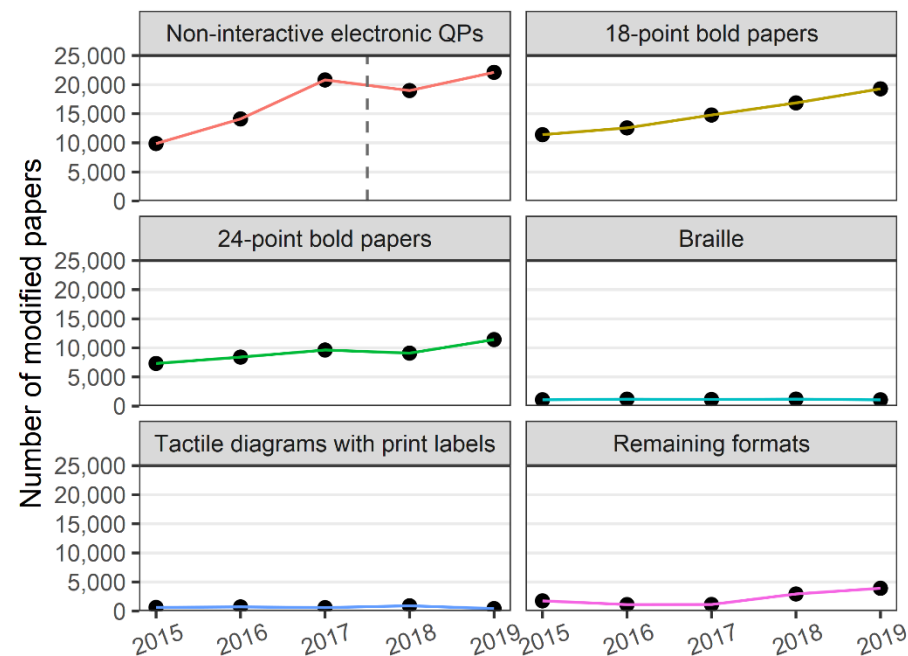 Number of modified papers
Non-interactive electronic QPs
18-point bold papers
25,000
20,000
15,000
10,000
5,000
0
24-point bold papers
Braille
25,000
20,000
15,000
10,000
5,000
0
Tactile diagrams with print labels
Remaining formats
25,000
20,000
15,000
10,000
5,000
0
2015 2016 2017 2018 2019 2015 2016 2017 2018 2019